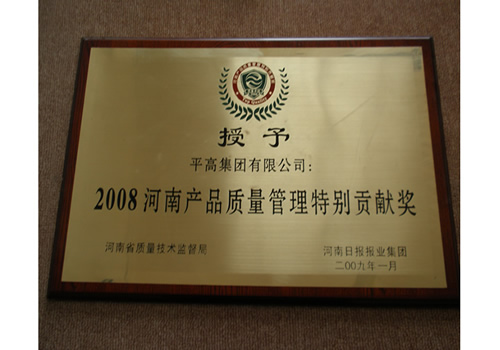 授予
平高集团有限公司:
2008河南产品质量管理特别贡献奖
河南省质量技术监督局
河南日报报业集团
二00九年一月